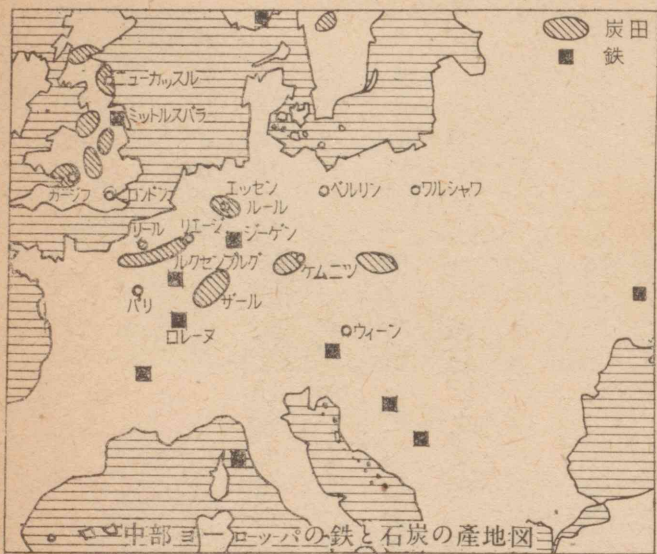 炭田
鉄
ニューカッスル
ミットルスバラ
カージフ
ロンドン
エッセン
ルール
ベルリン
ワルシャワ
リール
リエージ
ジーゲン
ルクセンブルグ
ケムニツ
パリ
ザール
ロレーヌ
ウィーン
中部ヨーロッパの鉄と石炭の産地図